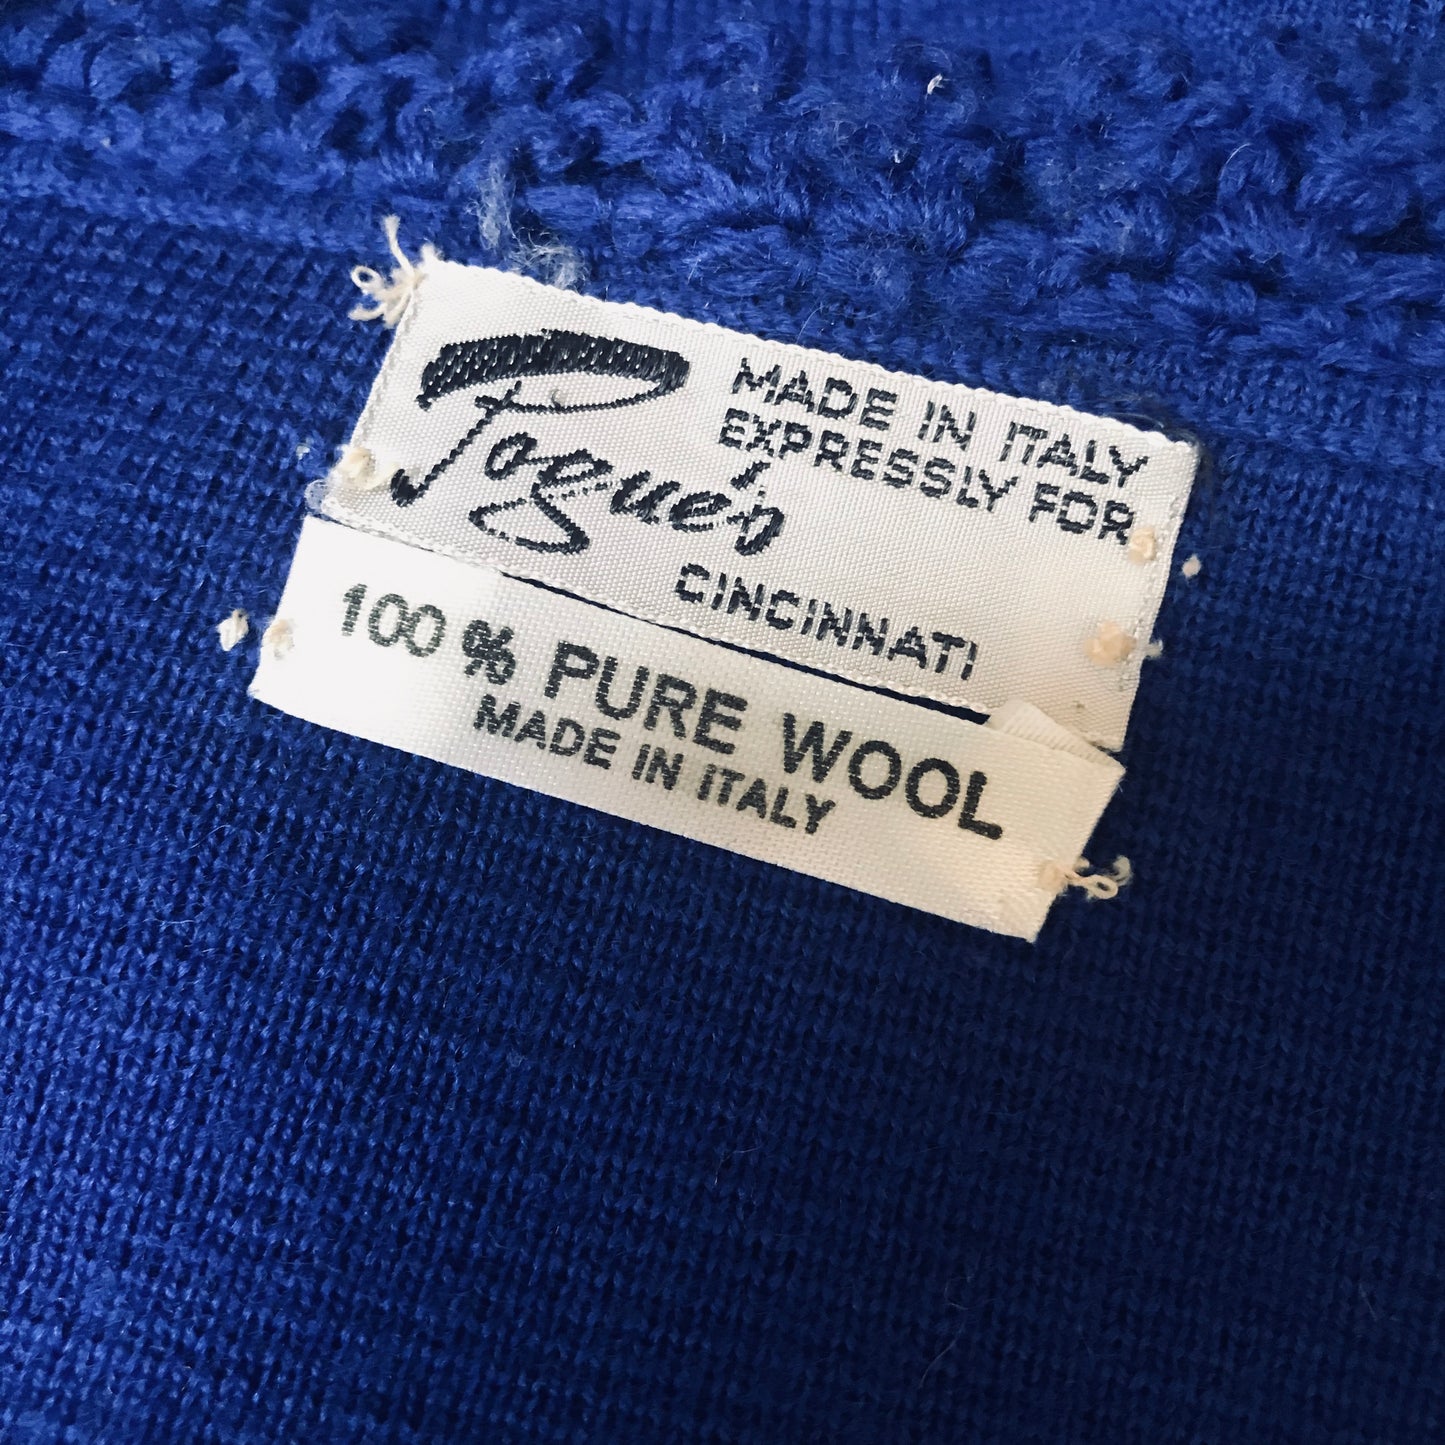 Pogue's
MADE IN ITALY
EXPRESSLY FOR
CINCINNATI
100 % PURE WOOL
MADE IN ITALY